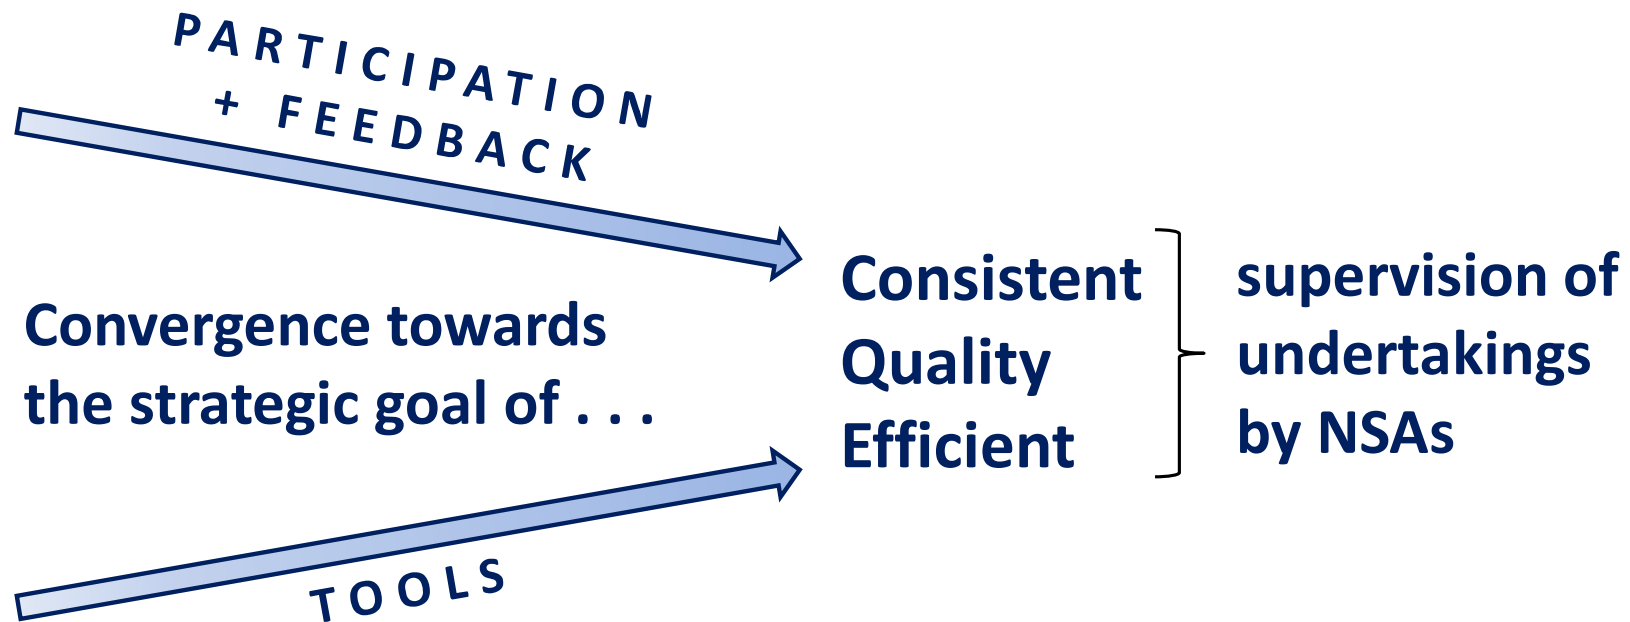 PARTICIPATION
+ FEEDBACK
Convergence towards
the strategic goal of . . .
TOOLS
Consistent
Quality
Efficient
supervision of
undertakings
by NSAs